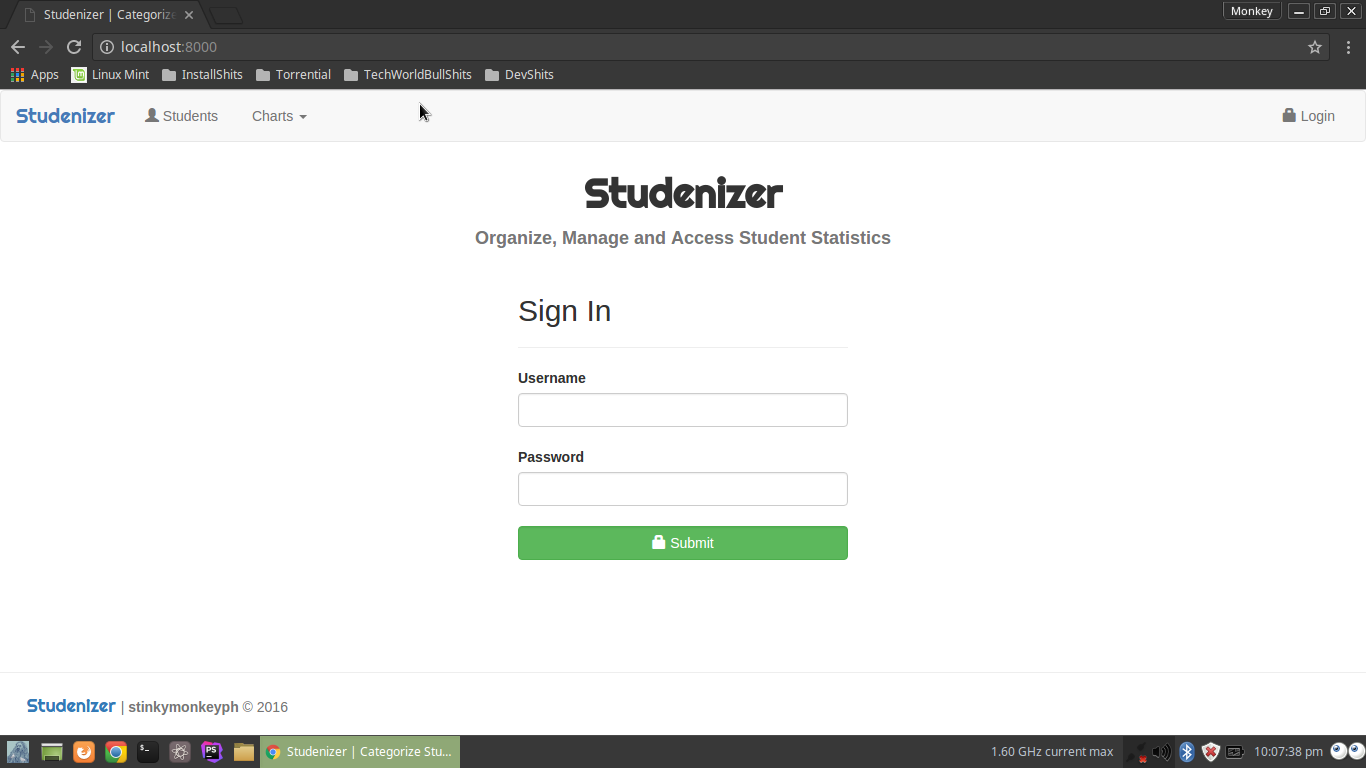 Studenizer | Categoriz
Monkey
localhost:8000
Apps Linux Mint InstallShits Torrential TechWorldBullShits DevShits
Studenizer Students Charts Login
Studenizer
Organize, Manage and Access Student Statistics
Sign In
Username
Password
Submit
Studenizer | stinkymonkeyph © 2016
Studenizer | Categorize Stu... 1.60 GHz current max 10:07:38 pm